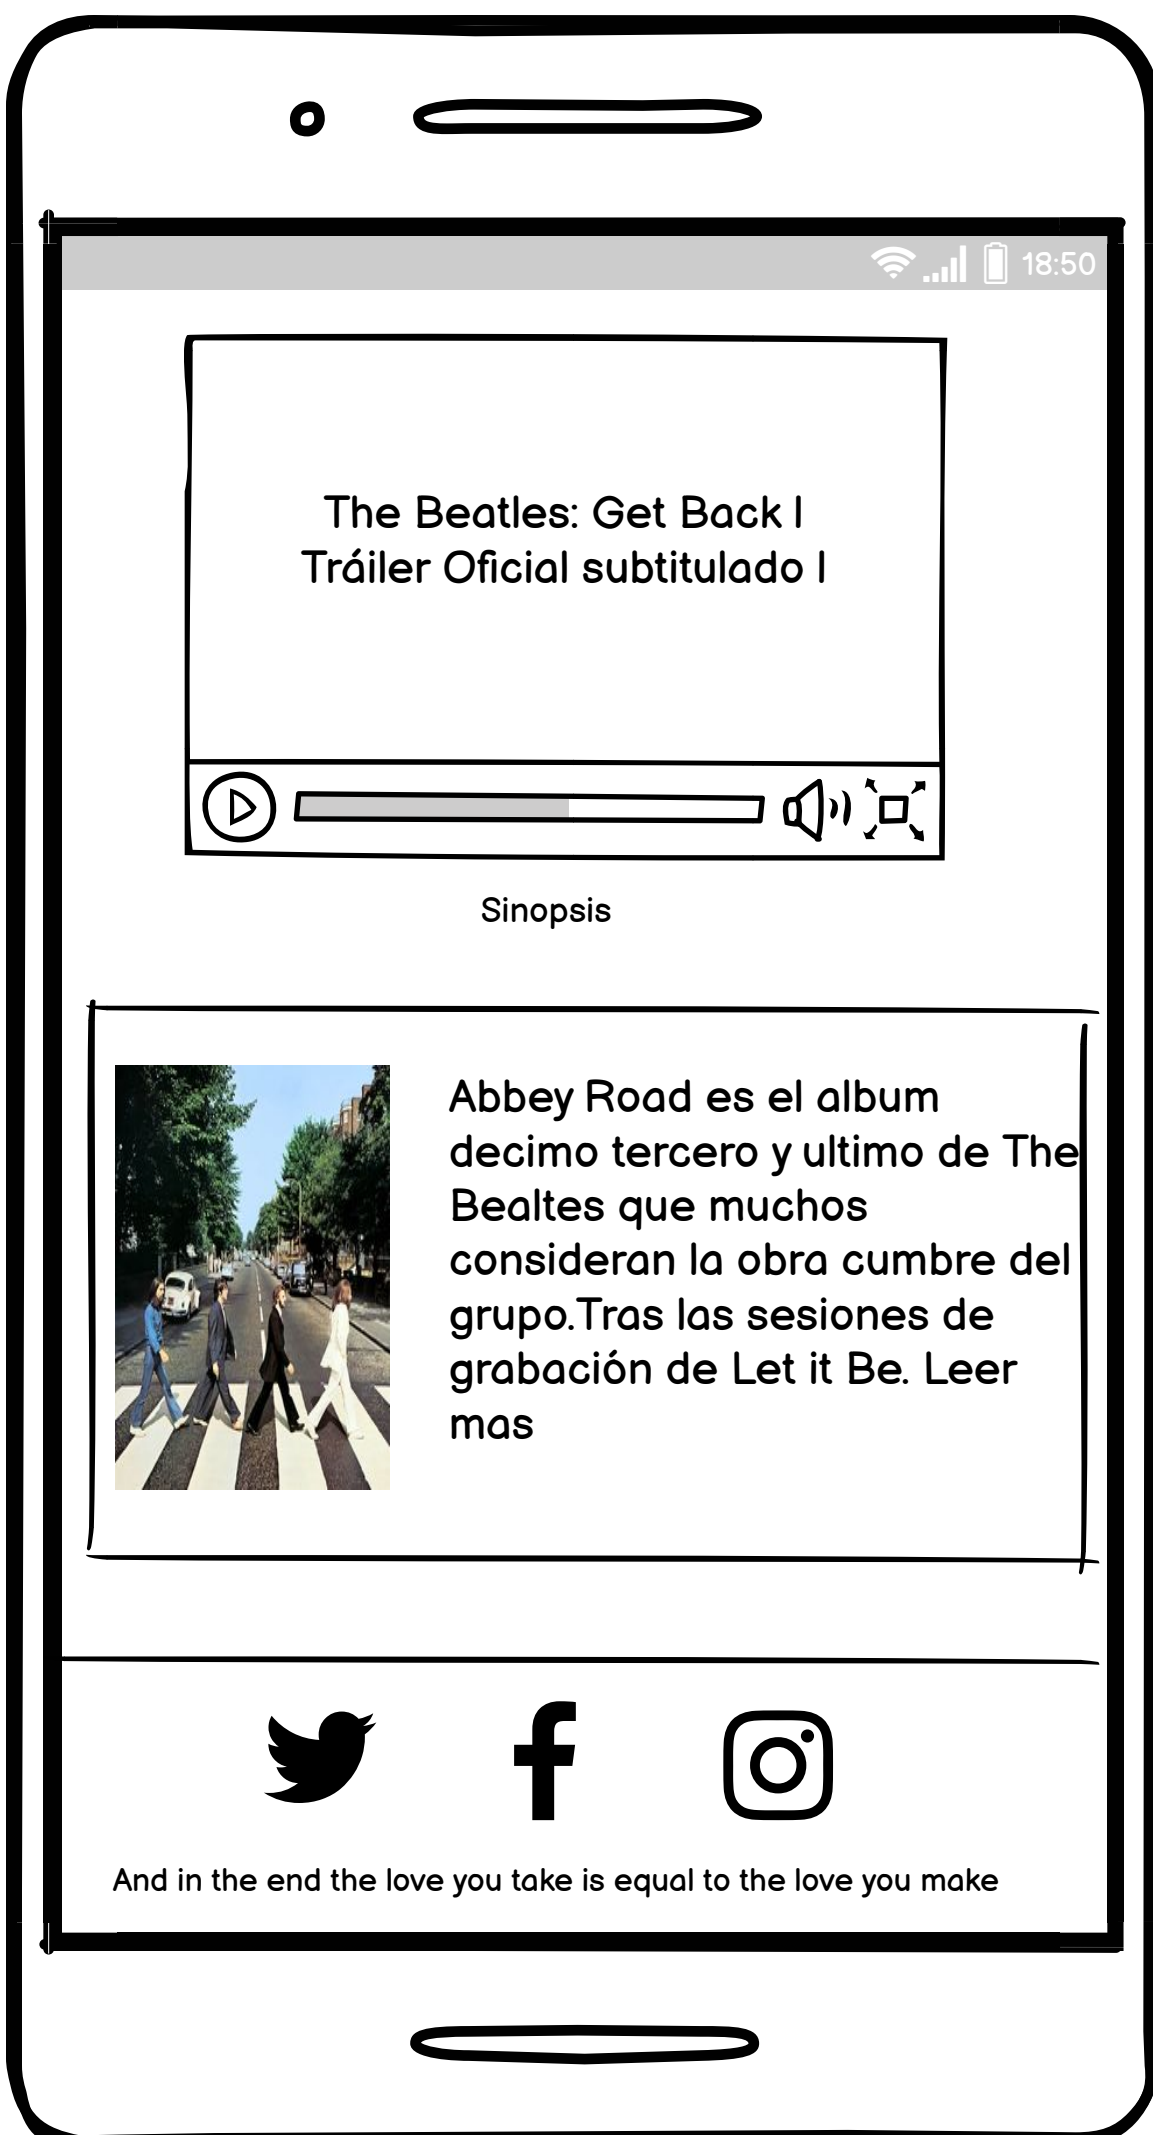 18:50
The Beatles: Get Back |
Tráiler Oficial subtitulado |
Sinopsis
Abbey Road es el album
decimo tercero y ultimo de The
Bealtes que muchos
consideran la obra cumbre del
grupo.Tras las sesiones de
grabación de Let it Be. Leer
mas
And in the end the love you take is equal to the love you make